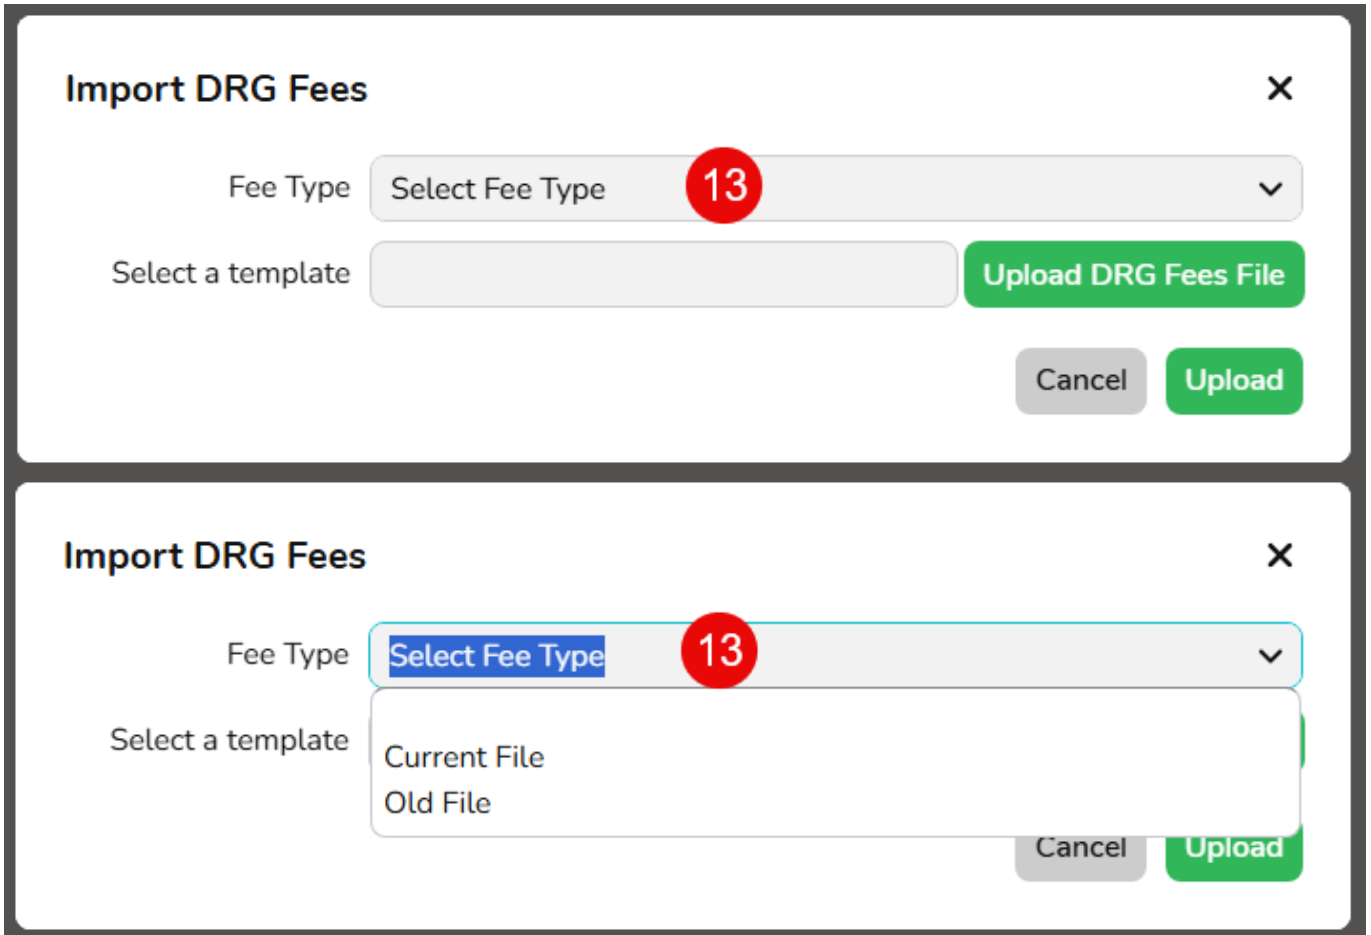 Import DRG Fees
Fee Type Select Fee Type 13
Select a template Upload DRG Fees File
Cancel Upload
Import DRG Fees
Fee Type Select Fee Type 13
Select a template
Current File
Old File
Cancel Upload